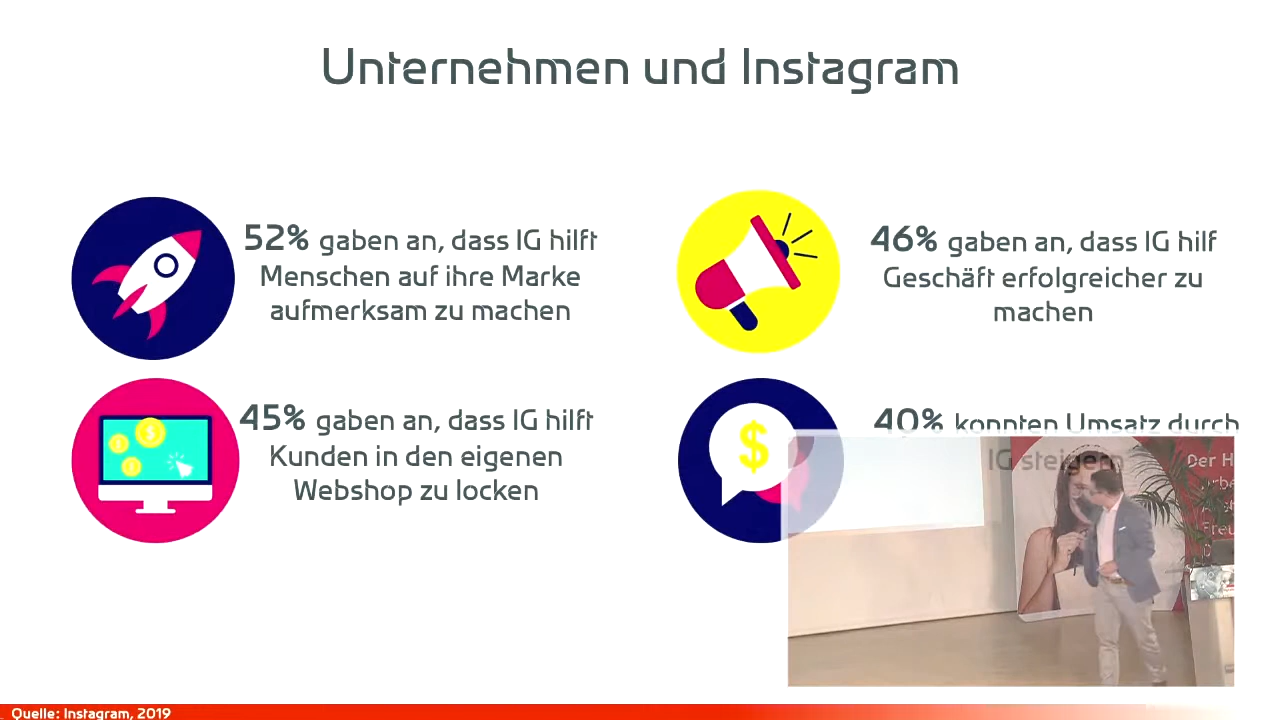 Unternehmen und Instagram
52% gaben an, dass IG hilft
Menschen auf ihre Marke
aufmerksam zu machen
46% gaben an, dass IG hilf
Geschäft erfolgreicher zu
machen
45% gaben an, dass IG hilft
Kunden in den eigenen
Webshop zu locken
40% konnten Umsatz durch
IG steigern
Der H
Quelle: Instagram, 2019